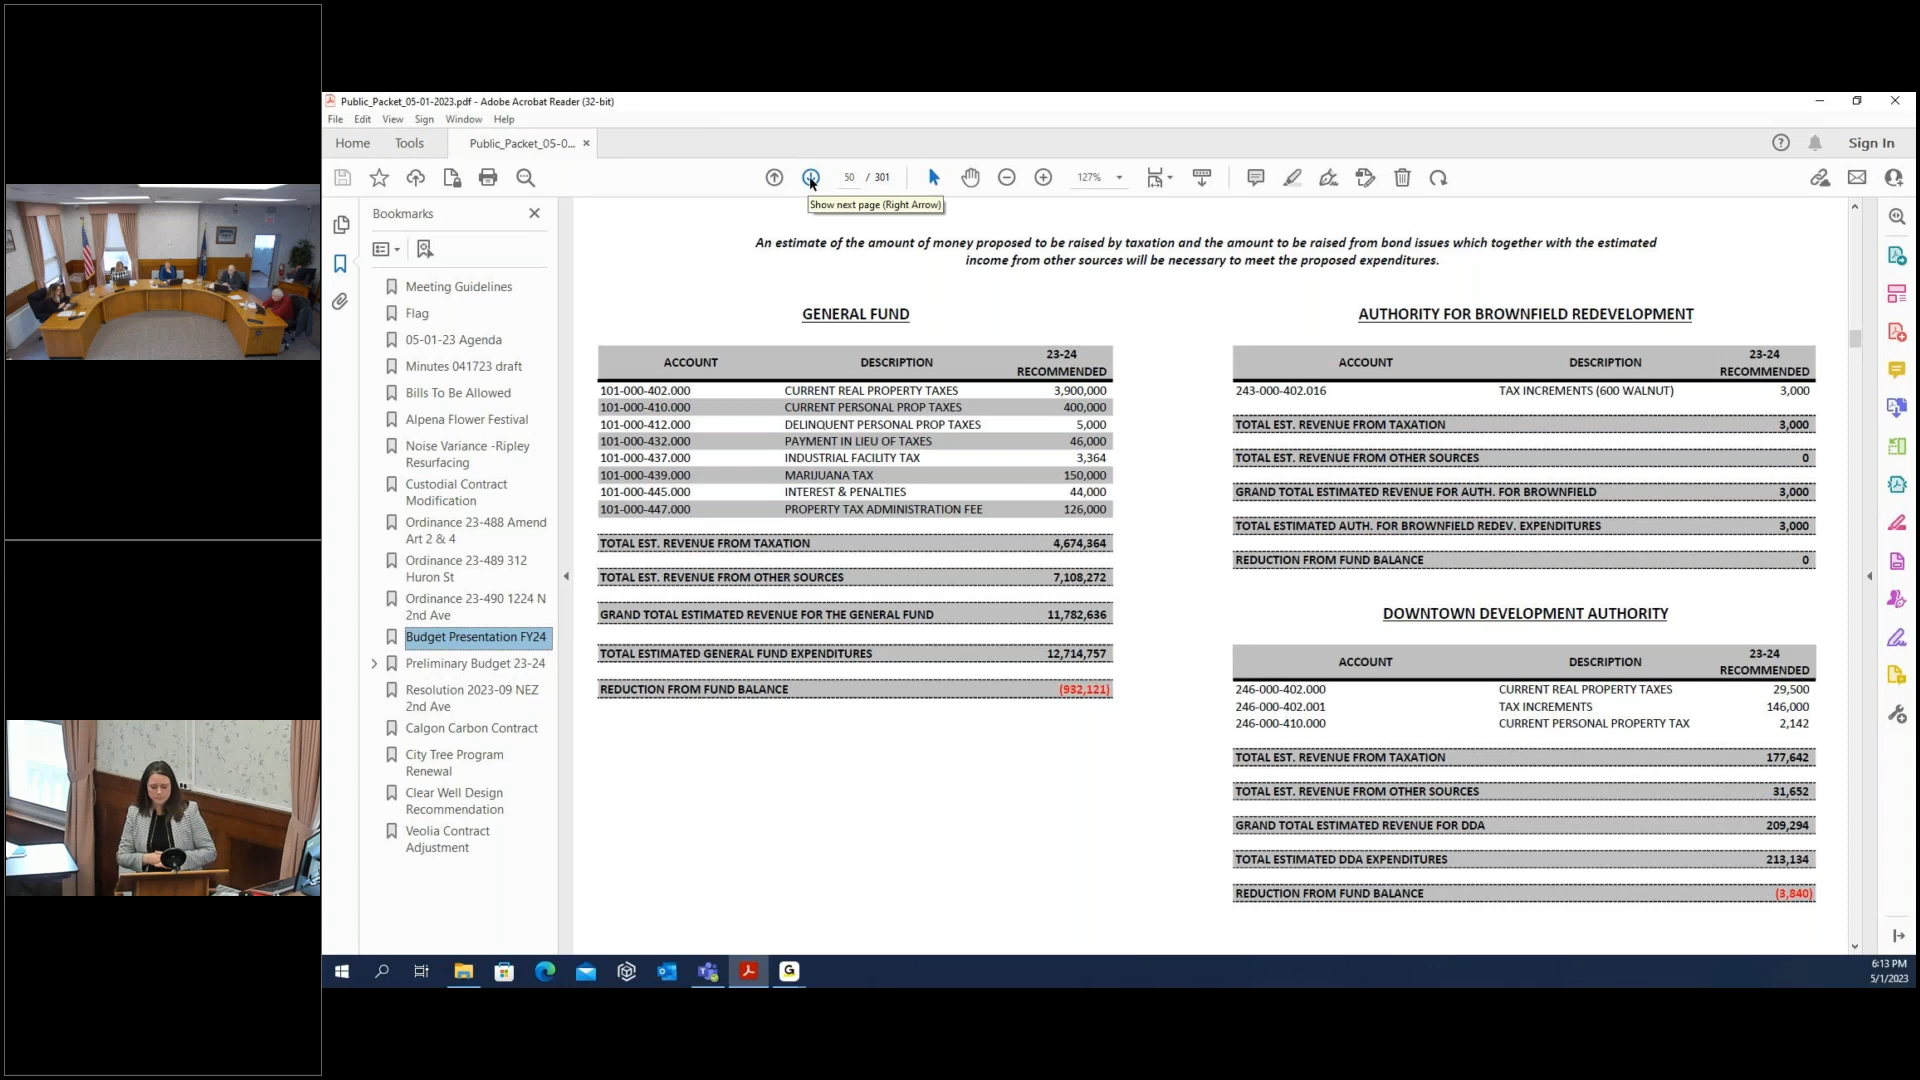 Public_Packet_05-01-2023.pdf - Adobe Acrobat Reader (32-bit)
File Edit View Sign Window Help
Home Tools Public_Packet_05-0... × Sign In
50 / 301 127%
Show next page (Right Arrow)
Bookmarks
Meeting Guidelines
Flag
05-01-23 Agenda
Minutes 041723 draft
Bills To Be Allowed
Alpena Flower Festival
Noise Variance -Ripley
Resurfacing
Custodial Contract
Modification
Ordinance 23-488 Amend
Art 2 & 4
Ordinance 23-489 312
Huron St
Ordinance 23-490 1224 N
2nd Ave
Budget Presentation FY24
Preliminary Budget 23-24
Resolution 2023-09 NEZ
2nd Ave
Calgon Carbon Contract
City Tree Program
Renewal
Clear Well Design
Recommendation
Veolia Contract
Adjustment
An estimate of the amount of money proposed to be raised by taxation and the amount to be raised from bond issues which together with the estimated
income from other sources will be necessary to meet the proposed expenditures.
GENERAL FUND
ACCOUNT DESCRIPTION 23-24 RECOMMENDED
101-000-402.000 CURRENT REAL PROPERTY TAXES 3,900,000
101-000-410.000 CURRENT PERSONAL PROP TAXES 400,000
101-000-412.000 DELINQUENT PERSONAL PROP TAXES 5,000
101-000-432.000 PAYMENT IN LIEU OF TAXES 46,000
101-000-437.000 INDUSTRIAL FACILITY TAX 3,364
101-000-439.000 MARIJUANA TAX 150,000
101-000-445.000 INTEREST & PENALTIES 44,000
101-000-447.000 PROPERTY TAX ADMINISTRATION FEE 126,000
TOTAL EST. REVENUE FROM TAXATION 4,674,364
TOTAL EST. REVENUE FROM OTHER SOURCES 7,108,272
GRAND TOTAL ESTIMATED REVENUE FOR THE GENERAL FUND 11,782,636
TOTAL ESTIMATED GENERAL FUND EXPENDITURES 12,714,757
REDUCTION FROM FUND BALANCE (932,121)
AUTHORITY FOR BROWNFIELD REDEVELOPMENT
ACCOUNT DESCRIPTION 23-24 RECOMMENDED
243-000-402.016 TAX INCREMENTS (600 WALNUT) 3,000
TOTAL EST. REVENUE FROM TAXATION 3,000
TOTAL EST. REVENUE FROM OTHER SOURCES 0
GRAND TOTAL ESTIMATED REVENUE FOR AUTH. FOR BROWNFIELD 3,000
TOTAL ESTIMATED AUTH. FOR BROWNFIELD REDEV. EXPENDITURES 3,000
REDUCTION FROM FUND BALANCE 0
DOWNTOWN DEVELOPMENT AUTHORITY
ACCOUNT DESCRIPTION 23-24 RECOMMENDED
246-000-402.000 CURRENT REAL PROPERTY TAXES 29,500
246-000-402.001 TAX INCREMENTS 146,000
246-000-410.000 CURRENT PERSONAL PROPERTY TAX 2,142
TOTAL EST. REVENUE FROM TAXATION 177,642
TOTAL EST. REVENUE FROM OTHER SOURCES 31,652
GRAND TOTAL ESTIMATED REVENUE FOR DDA 209,294
TOTAL ESTIMATED DDA EXPENDITURES 213,134
REDUCTION FROM FUND BALANCE (3,840)
6:13 PM
5/1/2023